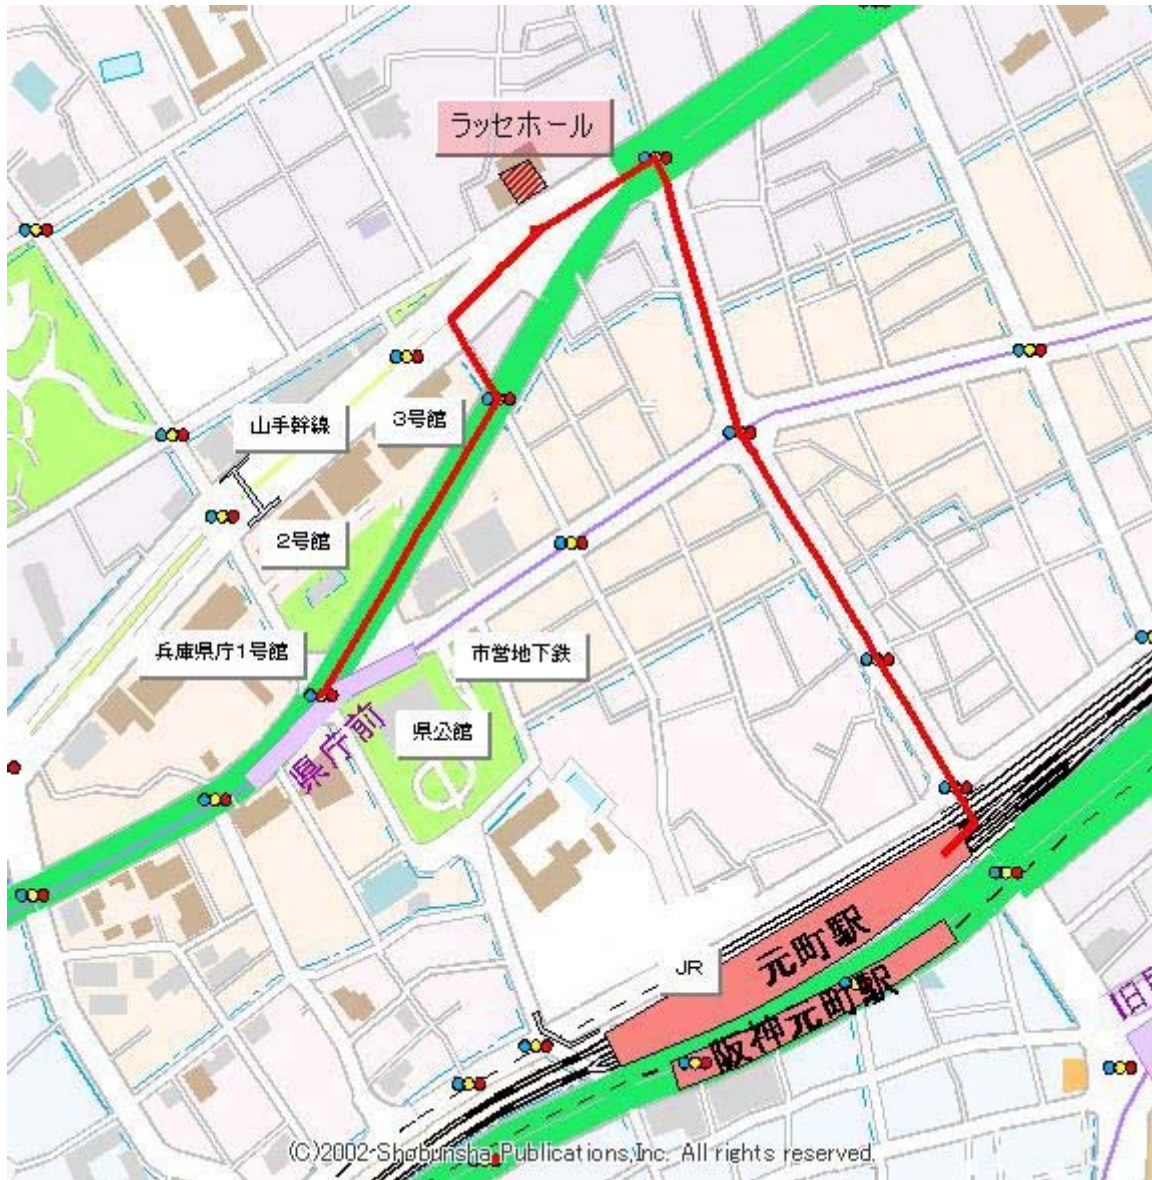 ラッセホール
山手幹線
3号館
2号館
兵庫県庁1号館
市営地下鉄
県庁前
県公館
元町駅
JR
阪神元町駅
旧
(C)2002 Shobunsha Publications,Inc. All rights reserved.